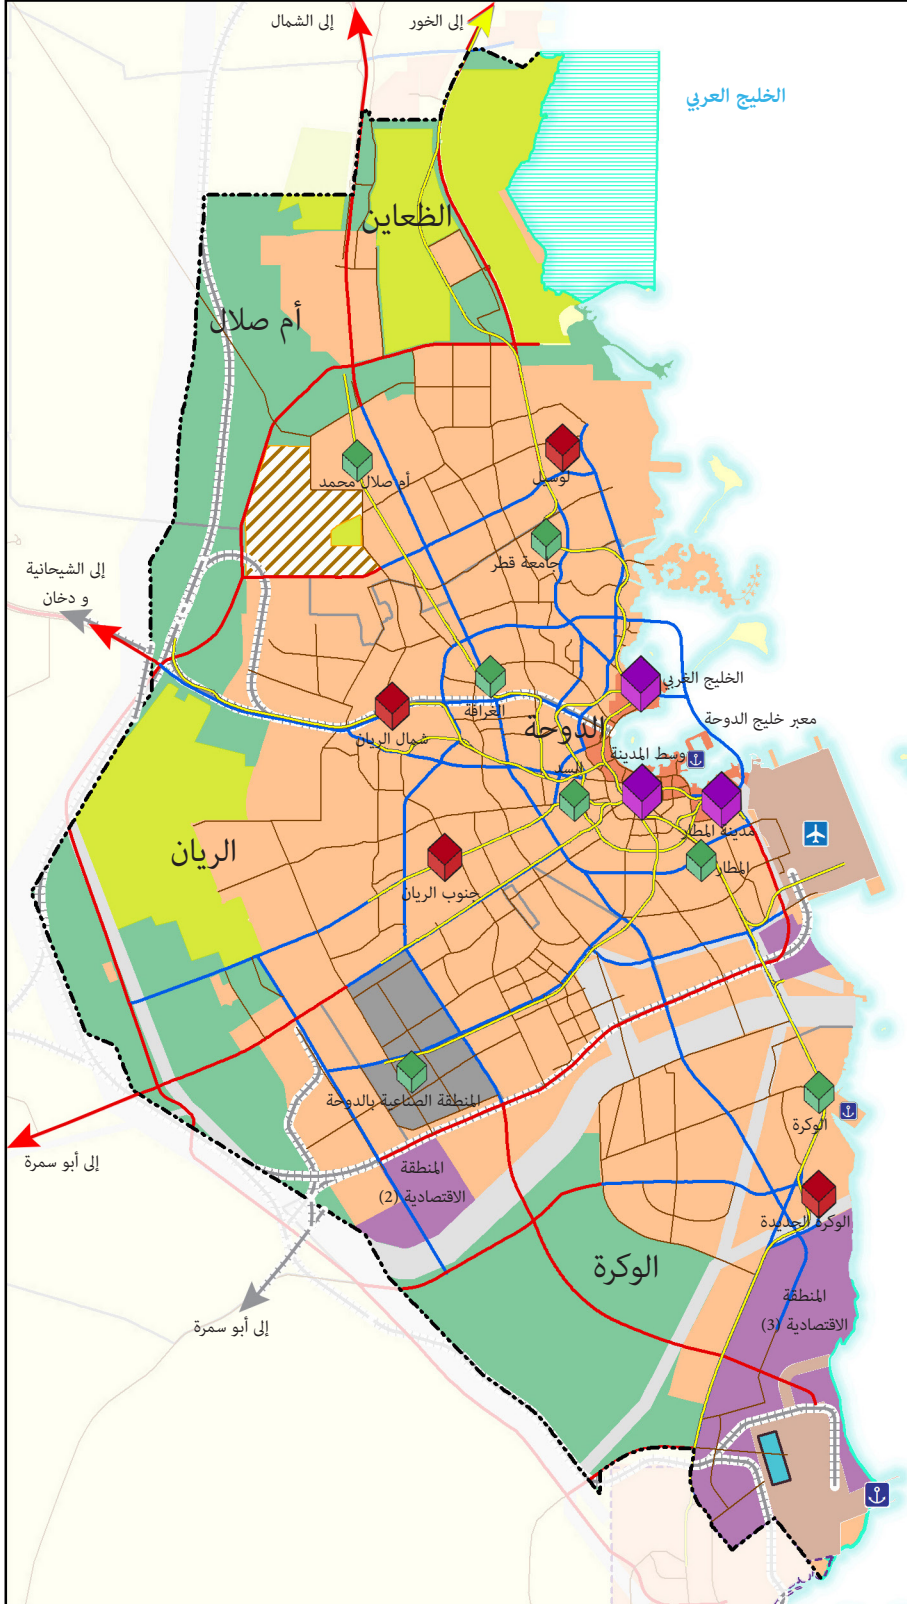 إلى الشمال
إلى الخور
الخليج العربي
الظعاين
أم صلال
لوسيل
أم صلال محمد
جامعة قطر
إلى الشيحانية
و دخان
الخليج الغربي
الغرافة
معبر خليج الدوحة
الدوحة
شمال الريان
وسط المدينة
السد
مدينة المطار
الريان
المطار
جنوب الريان
المنطقة الصناعية بالدوحة
الوكرة
إلى أبو سمرة
المنطقة
الاقتصادية (2)
الوكرة الجديدة
الوكرة
المنطقة
الاقتصادية (3)
إلى أبو سمرة